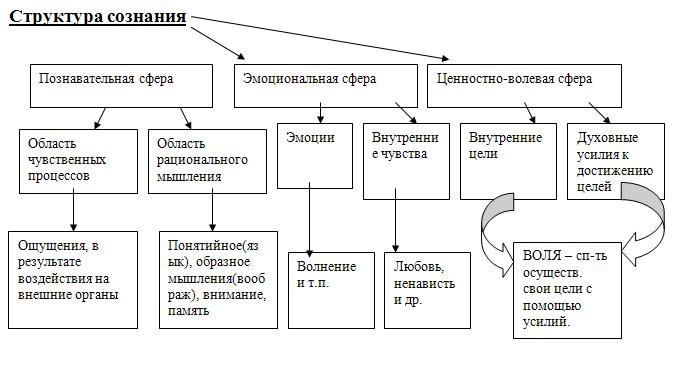 Структура сознания
Познавательная сфера
Эмоциональная сфера
Ценностно-волевая сфера
Область
чувственных
процессов
Область
рационального
мышления
Эмоции
Внутренни
е чувства
Внутренние
цели
Духовные
усилия к
достижению
целей
Ощущения, в
результате
воздействия на
внешние органы
Понятийное(яз
ык), образное
мышления(вооб
раж), внимание,
память
Волнение
и т.п.
Любовь,
ненависть
и др.
ВОЛЯ – сп-ть
осуществ.
свои цели с
помощью
усилий.